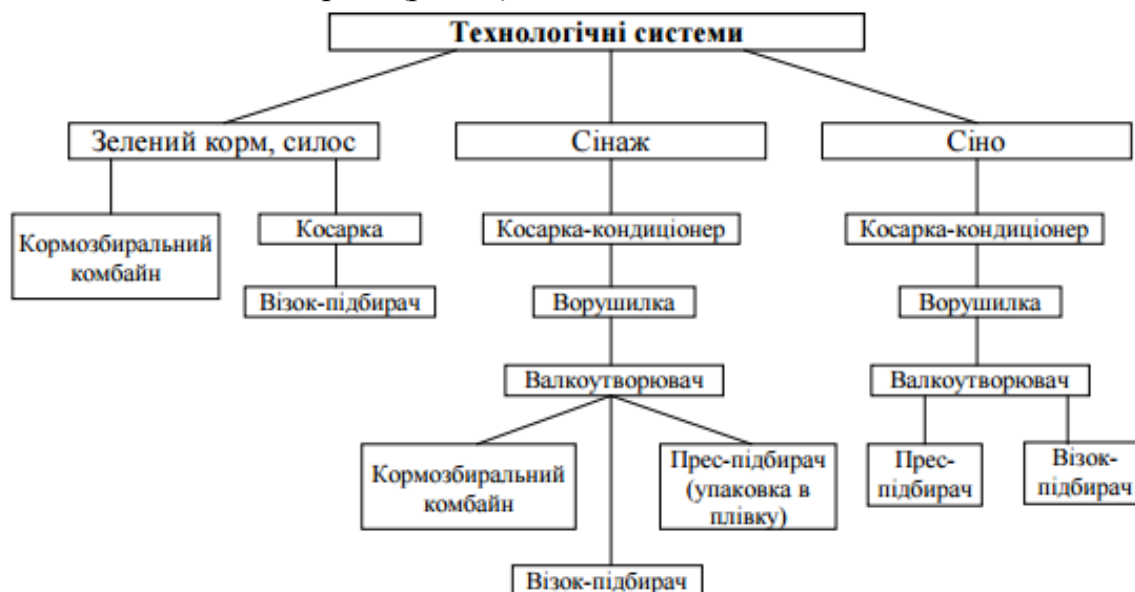 Технологічні системи
Зелений корм, силос
Сінаж
Сіно
Кормозбиральний
комбайн
Косарка
Косарка-кондиціонер
Косарка-кондиціонер
Візок-підбирач
Ворушилка
Ворушилка
Валкоутворювач
Валкоутворювач
Кормозбиральний
комбайн
Прес-підбирач
(упаковка в
плівку)
Прес-
підбирач
Візок-
підбирач
Візок-підбирач